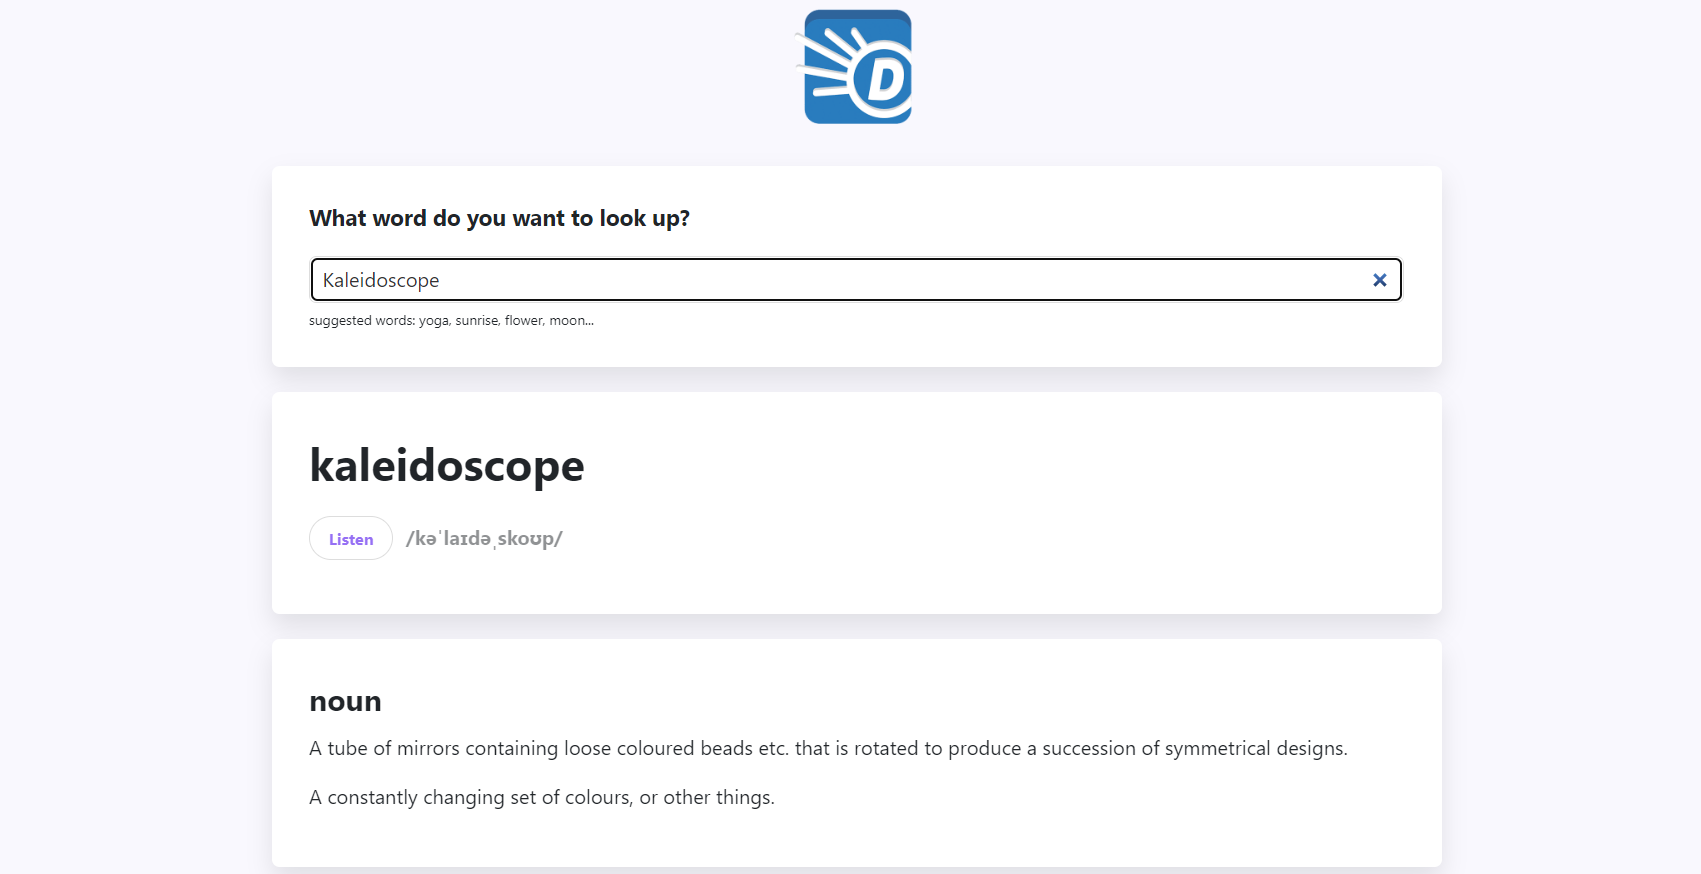 D
What word do you want to look up?
Kaleidoscope
suggested words: yoga, sunrise, flower, moon...
kaleidoscope
Listen /kəˈlaɪdəˌskoʊp/
noun
A tube of mirrors containing loose coloured beads etc. that is rotated to produce a succession of symmetrical designs.
A constantly changing set of colours, or other things.